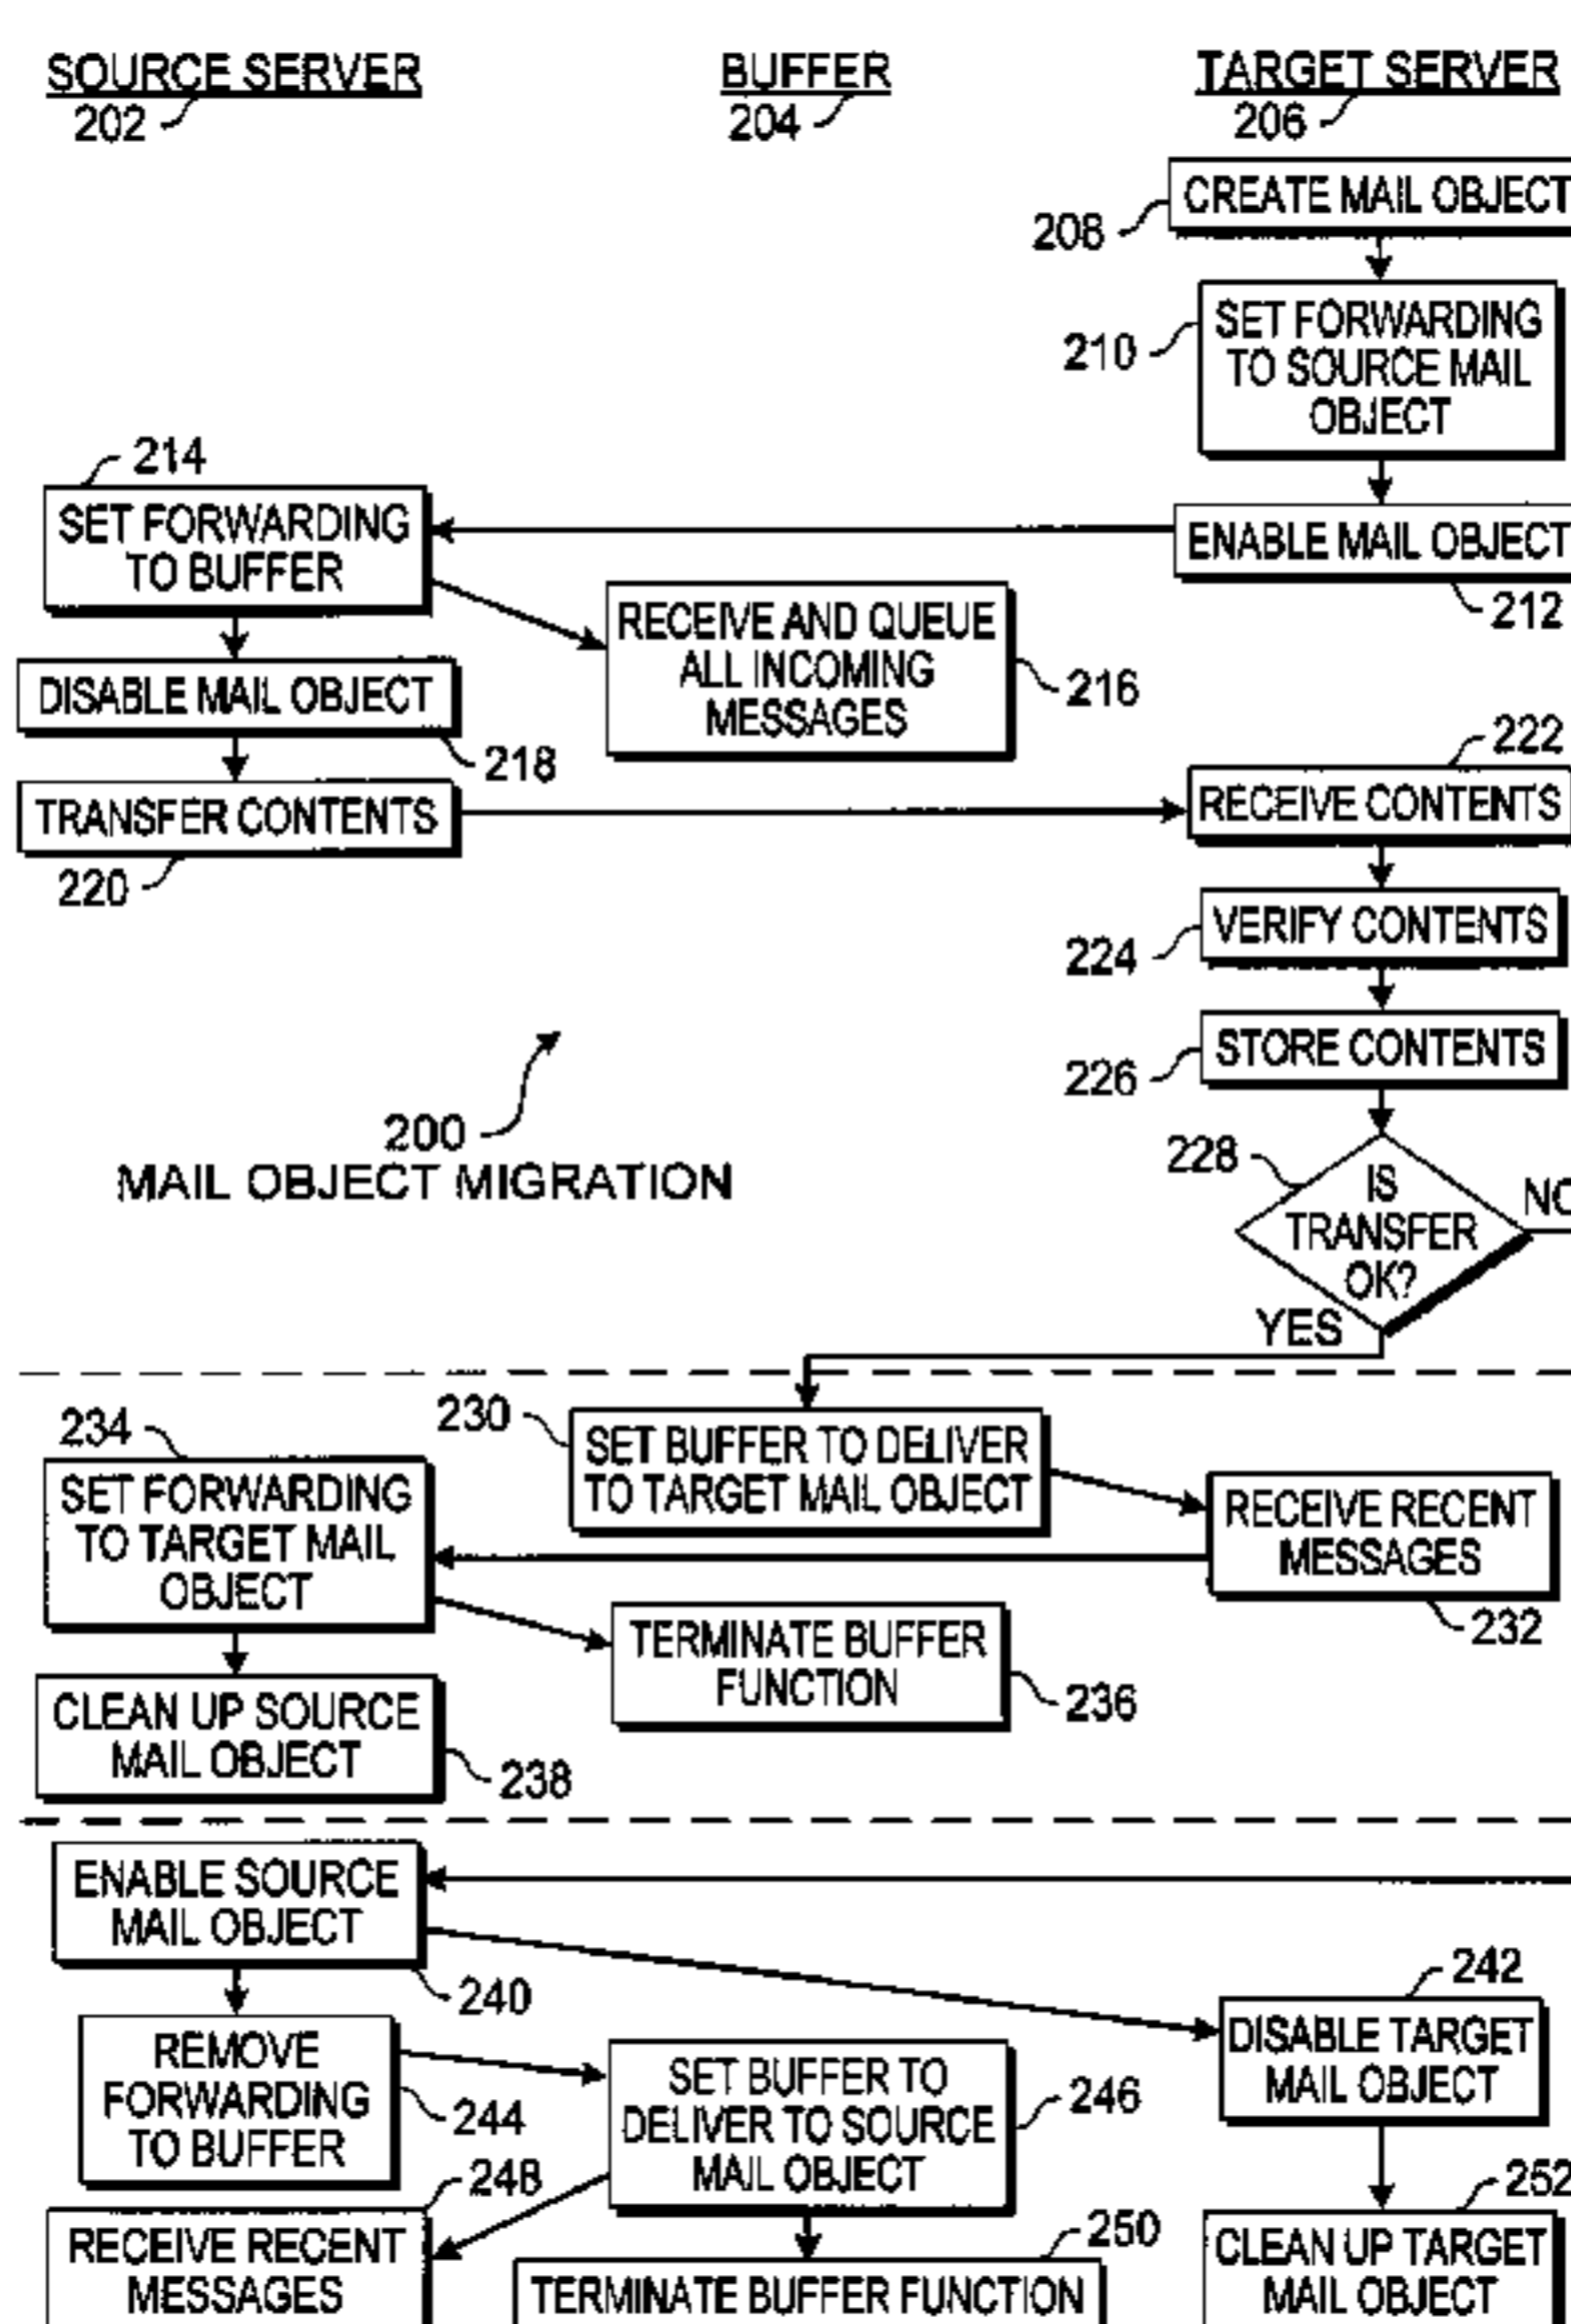 SOURCE SERVER
202
BUFFER
204
TARGET SERVER
206
CREATE MAIL OBJECT
208
SET FORWARDING
TO SOURCE MAIL
OBJECT
210
ENABLE MAIL OBJECT
212
214
SET FORWARDING
TO BUFFER
RECEIVE AND QUEUE
ALL INCOMING
MESSAGES
216
DISABLE MAIL OBJECT
218
TRANSFER CONTENTS
220
222
RECEIVE CONTENTS
VERIFY CONTENTS
224
STORE CONTENTS
226
200
MAIL OBJECT MIGRATION
228
IS
TRANSFER
OK?
NO
YES
230
SET BUFFER TO DELIVER
TO TARGET MAIL OBJECT
RECEIVE RECENT
MESSAGES
232
234
SET FORWARDING
TO TARGET MAIL
OBJECT
TERMINATE BUFFER
FUNCTION
236
CLEAN UP SOURCE
MAIL OBJECT
238
ENABLE SOURCE
MAIL OBJECT
240
242
DISABLE TARGET
MAIL OBJECT
REMOVE
FORWARDING
TO BUFFER
244
SET BUFFER TO
DELIVER TO SOURCE
MAIL OBJECT
246
248
RECEIVE RECENT
MESSAGES
250
TERMINATE BUFFER FUNCTION
252
CLEAN UP TARGET
MAIL OBJECT